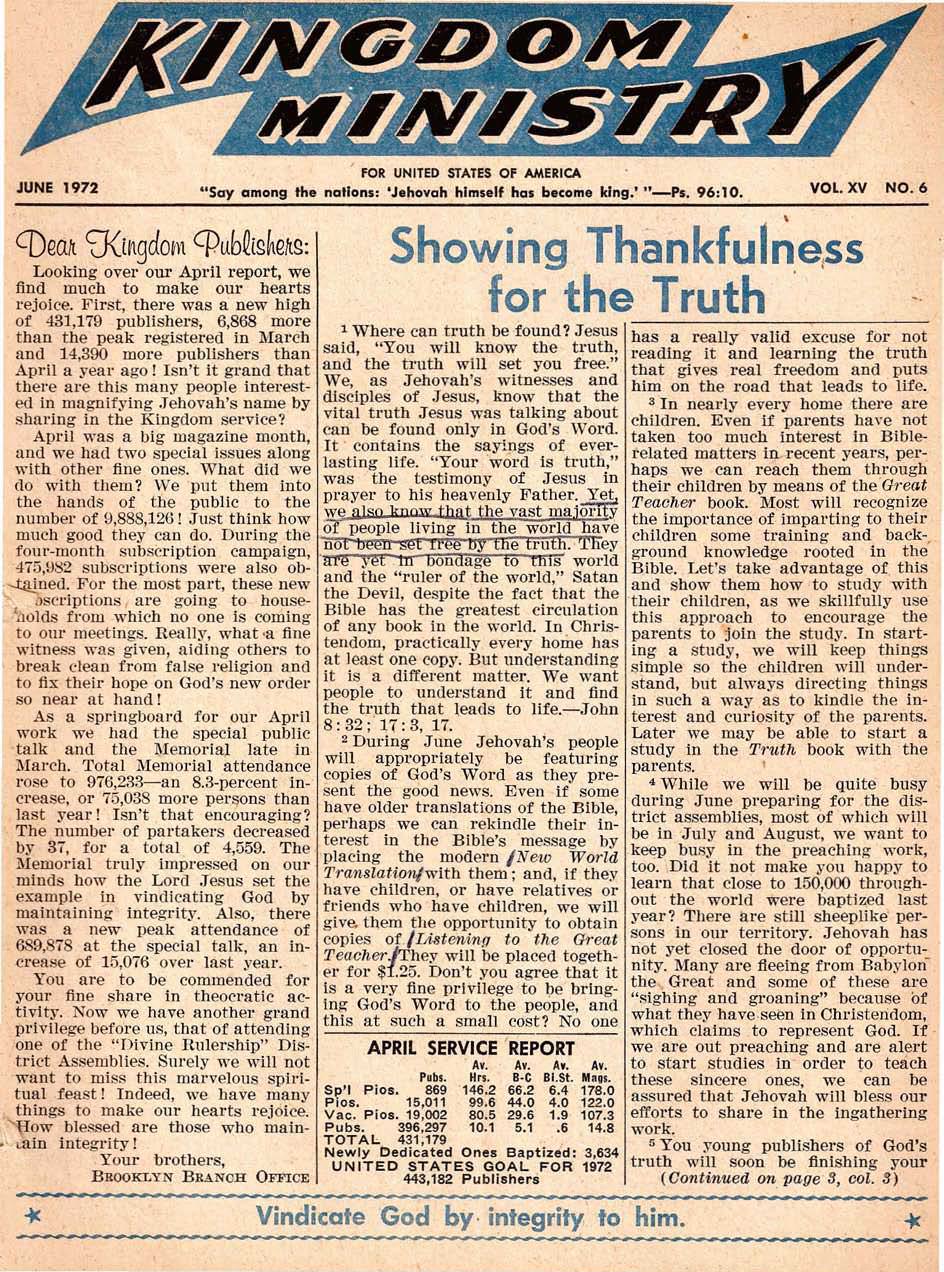 KINGDOM
MINISTRY
FOR UNITED STATES OF AMERICA
JUNE 1972
"Say among the nations: 'Jehovah himself has become king.' "—Ps. 96:10.
VOL. XV NO. 6
Dear Kingdom Publishers:
Looking over our April report, we
find much to make our hearts
rejoice. First, there was a new high
of 431,179 publishers, 6,868 more
than the peak registered in March
and 14,390 more publishers than
April a year ago! Isn't it grand that
there are this many people interest-
ed in magnifying Jehovah's name by
sharing in the Kingdom service?
April was a big magazine month,
and we had two special issues along
with other fine ones. What did we
do with them? We put them into
the hands of the public to the
number of 9,888,126! Just think how
much good they can do. During the
four-month subscription campaign,
475,982 subscriptions were also ob-
tained. For the most part, these new
scriptions are going to house-
holds from which no one is coming
to our meetings. Really, what a fine
witness was given, aiding others to
break clean from false religion and
to fix their hope on God's new order
so near at hand!
As a springboard for our April
work we had the special public
talk and the Memorial late in
March. Total Memorial attendance
rose to 976,233—an 8.3-percent in-
crease, or 75,038 more persons than
last year! Isn't that encouraging?
The number of partakers decreased
by 37, for a total of 4,559. The
Memorial truly impressed on our
minds how the Lord Jesus set the
example in vindicating God by
maintaining integrity. Also, there
was a new peak attendance of
689,878 at the special talk, an in-
crease of 15,076 over last year.
You are to be commended for
your fine share in theocratic ac-
tivity. Now we have another grand
privilege before us, that of attending
one of the "Divine Rulership" Dis-
trict Assemblies. Surely we will not
want to miss this marvelous spiri-
tual feast! Indeed, we have many
things to make our hearts rejoice.
How blessed are those who main-
tain integrity!
Your brothers,
BROOKLYN BRANCH OFFICE
Showing Thankfulness
for the Truth
1 Where can truth be found? Jesus
said, "You will know the truth,
and the truth will set you free."
We, as Jehovah's witnesses and
disciples of Jesus, know that the
vital truth Jesus was talking about
can be found only in God's Word.
It contains the sayings of ever-
lasting life. "Your word is truth,"
was the testimony of Jesus in
prayer to his heavenly Father. Yet,
we also know that the vast majority
of people living in the world have
not been set free by the truth. They
are yet in bondage to this world
and the "ruler of the world," Satan
the Devil, despite the fact that the
Bible has the greatest circulation
of any book in the world. In Chris-
tendom, practically every home has
at least one copy. But understanding
it is a different matter. We want
people to understand it and find
the truth that leads to life.—John
8:32; 17:3, 17.
2 During June Jehovah's people
will appropriately be featuring
copies of God's Word as they pre-
sent the good news. Even if some
have older translations of the Bible,
perhaps we can rekindle their in-
terest in the Bible's message by
placing the modern New World
Translation with them; and, if they
have children, or have relatives or
friends who have children, we will
give them the opportunity to obtain
copies of Listening to the Great
Teacher. They will be placed togeth-
er for $1.25. Don't you agree that it
is a very fine privilege to be bring-
ing God's Word to the people, and
this at such a small cost? No one
APRIL SERVICE REPORT
Av. Av. Av. Av.
Pubs. Hrs. B-C Bi.St. Mags.
Sp'l Pios. 869 146.2 66.2 6.4 178.0
Pios. 15,011 99.6 44.0 4.0 122.0
Vac. Pios. 19,002 80.5 29.6 1.9 107.3
Pubs. 396,297 10.1 5.1 .6 14.8
TOTAL 431,179
Newly Dedicated Ones Baptized: 3,634
UNITED STATES GOAL FOR 1972
443,182 Publishers
has a really valid excuse for not
reading it and learning the truth
that gives real freedom and puts
him on the road that leads to life.
3 In nearly every home there are
children. Even if parents have not
taken too much interest in Bible-
related matters in recent years, per-
haps we can reach them through
their children by means of the Great
Teacher book. Most will recognize
the importance of imparting to their
children some training and back-
ground knowledge rooted in the
Bible. Let's take advantage of this
and show them how to study with
their children, as we skillfully use
this approach to encourage the
parents to join the study. In start-
ing a study, we will keep things
simple so the children will under-
stand, but always directing things
in such a way as to kindle the in-
terest and curiosity of the parents.
Later we may be able to start a
study in the Truth book with the
parents.
4 While we will be quite busy
during June preparing for the dis-
trict assemblies, most of which will
be in July and August, we want to
keep busy in the preaching work,
too. Did it not make you happy to
learn that close to 150,000 through-
out the world were baptized last
year? There are still sheeplike per-
sons in our territory. Jehovah has
not yet closed the door of opportu-
nity. Many are fleeing from Babylon
the Great and some of these are
"sighing and groaning" because of
what they have seen in Christendom,
which claims to represent God. If
we are out preaching and are alert
to start studies in order to teach
these sincere ones, we can be
assured that Jehovah will bless our
efforts to share in the ingathering
work.
5 You young publishers of God's
truth will soon be finishing your
(Continued on page 3, col. 3)
Vindicate God by integrity to him.